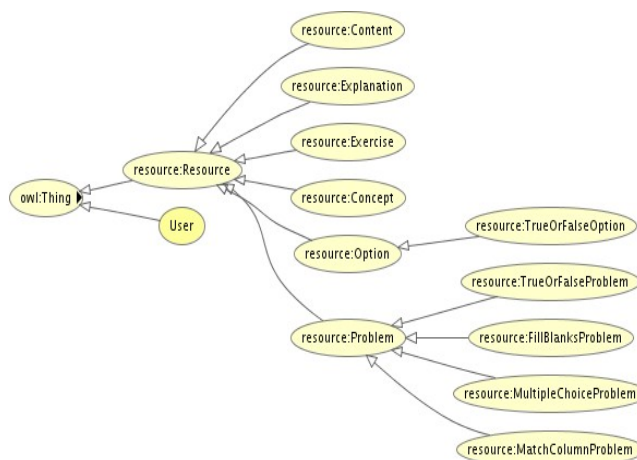 resource:Content
resource:Explanation
resource:Exercise
resource:Resource
resource:Concept
owl:Thing
User
resource:TrueOrFalseOption
resource:Option
resource:TrueOrFalseProblem
resource:Problem
resource:FillBlanksProblem
resource:MultipleChoiceProblem
resource:MatchColumnProblem